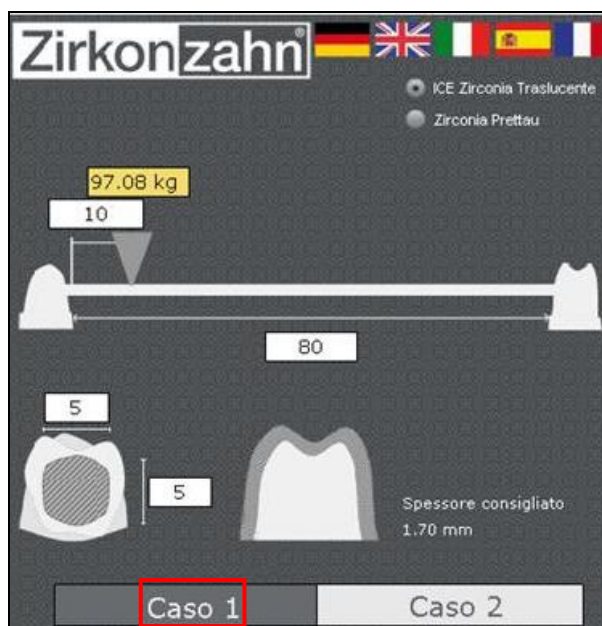 Zirkonzahn®
ICE Zirconia Traslucente
Zirconia Prettau
97.08 kg
10
80
5
5
Spessore consigliato
1.70 mm
Caso 1
Caso 2